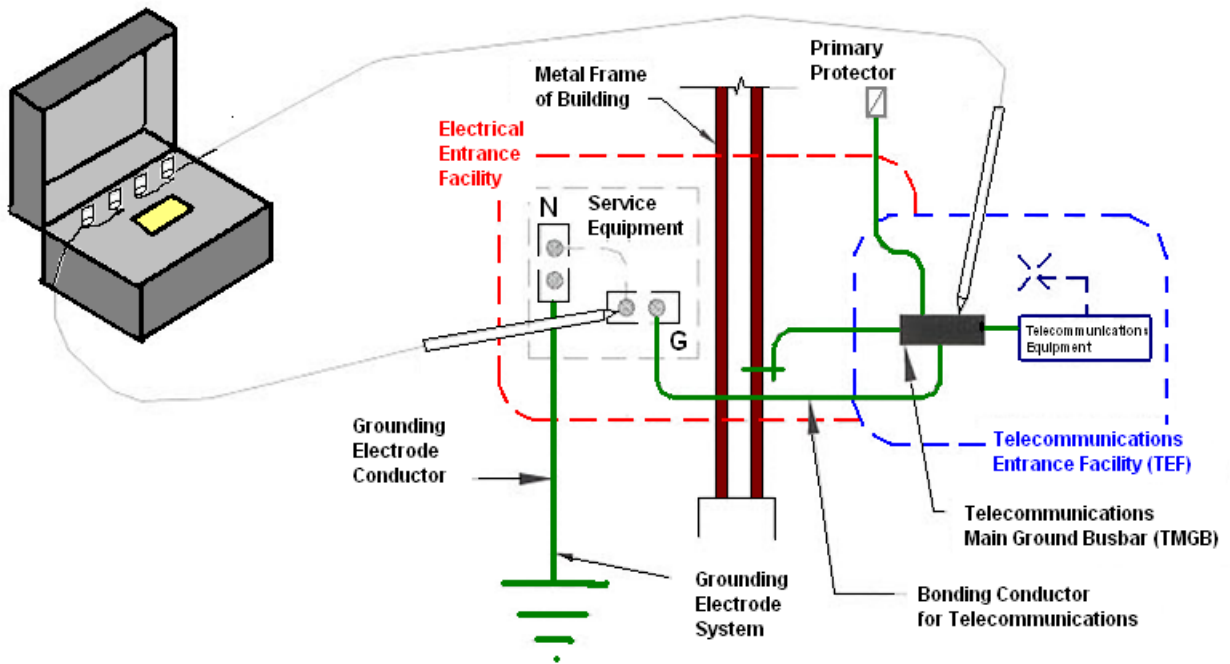 Primary
Protector
Metal Frame
of Building
Electrical
Entrance
Facility
N
Service
Equipment
G
Telecommunications
Equipment
Grounding
Electrode
Conductor
Telecommunications
Entrance Facility (TEF)
Telecommunications
Main Ground Busbar (TMGB)
Grounding
Electrode
System
Bonding Conductor
for Telecommunications